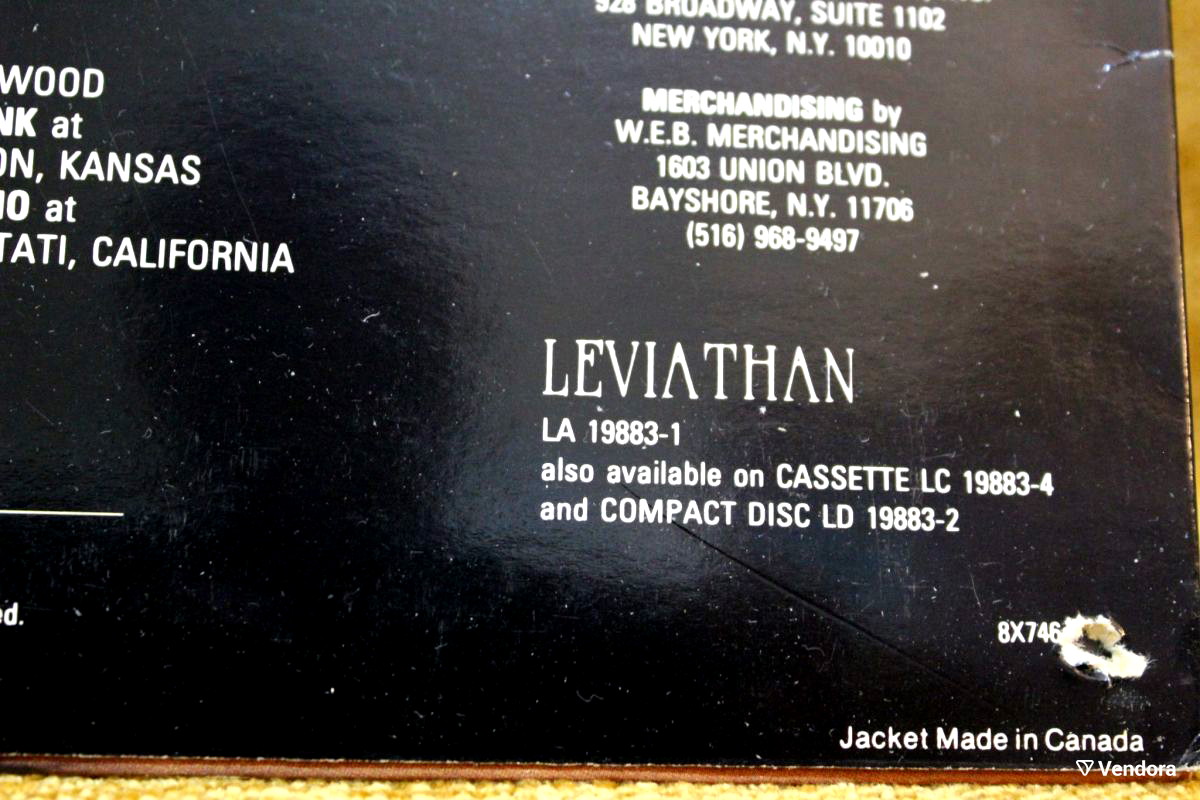 WOOD
NK at
ON, KANSAS
IO at
TATI, CALIFORNIA
ed.
928 BROADWAY, SUITE 1102
NEW YORK, N.Y. 10010
MERCHANDISING by
W.E.B. MERCHANDISING
1603 UNION BLVD.
BAYSHORE, N.Y. 11706
(516) 968-9497
LEVIATHAN
LA 19883-1
also available on CASSETTE LC 19883-4
and COMPACT DISC LD 19883-2
8X746
Jacket Made in Canada
Vendora